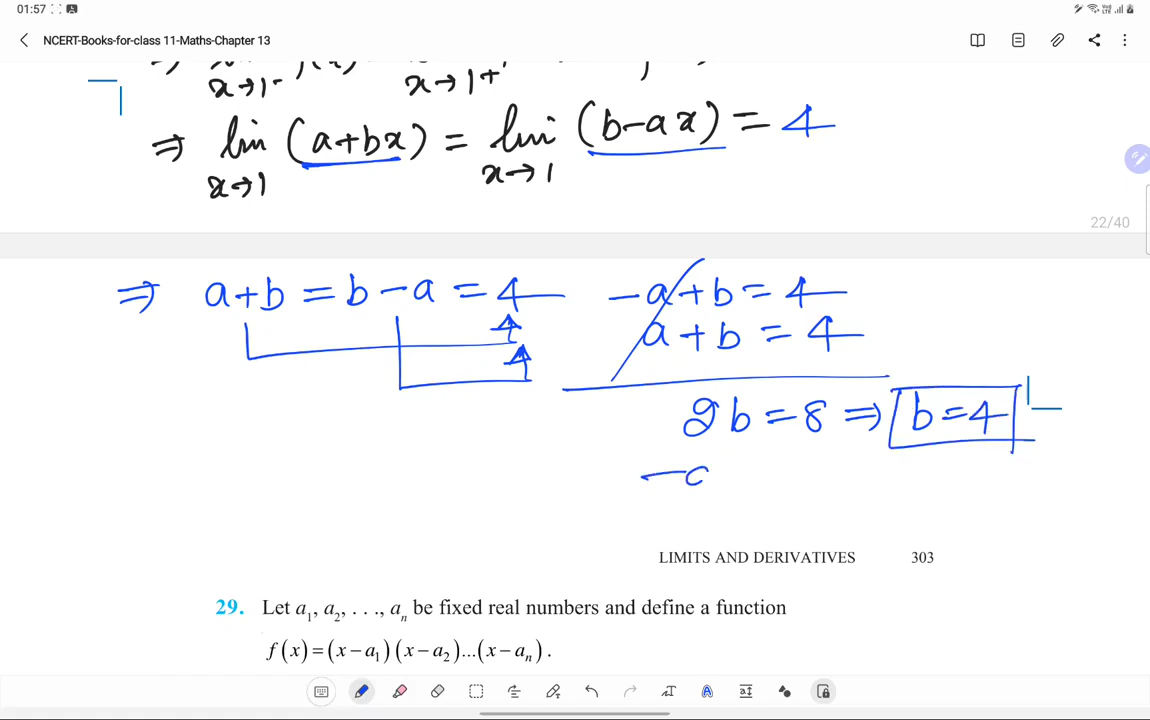 01:57
NCERT-Books-for-class 11-Maths-Chapter 13
x→1- x→1+
⇒ lim (a+bx) = lim (b-ax) = 4
x→1 x→1
22/40
⇒ a+b = b-a = 4
-a+b = 4
a+b = 4
2b = 8 ⇒ b=4
LIMITS AND DERIVATIVES 303
29. Let a₁, a₂, . . ., aₙ be fixed real numbers and define a function
f(x)=(x−a₁)(x−a₂)...(x−aₙ).